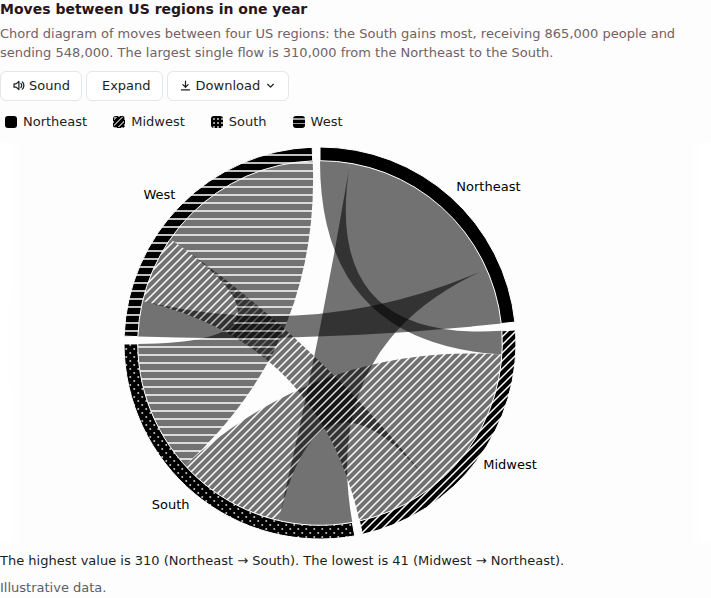 Moves between US regions in one year
Chord diagram of moves between four US regions: the South gains most, receiving 865,000 people and
sending 548,000. The largest single flow is 310,000 from the Northeast to the South.
Sound Expand Download
Northeast Midwest South West
West
Northeast
Midwest
South
The highest value is 310 (Northeast → South). The lowest is 41 (Midwest → Northeast).
Illustrative data.